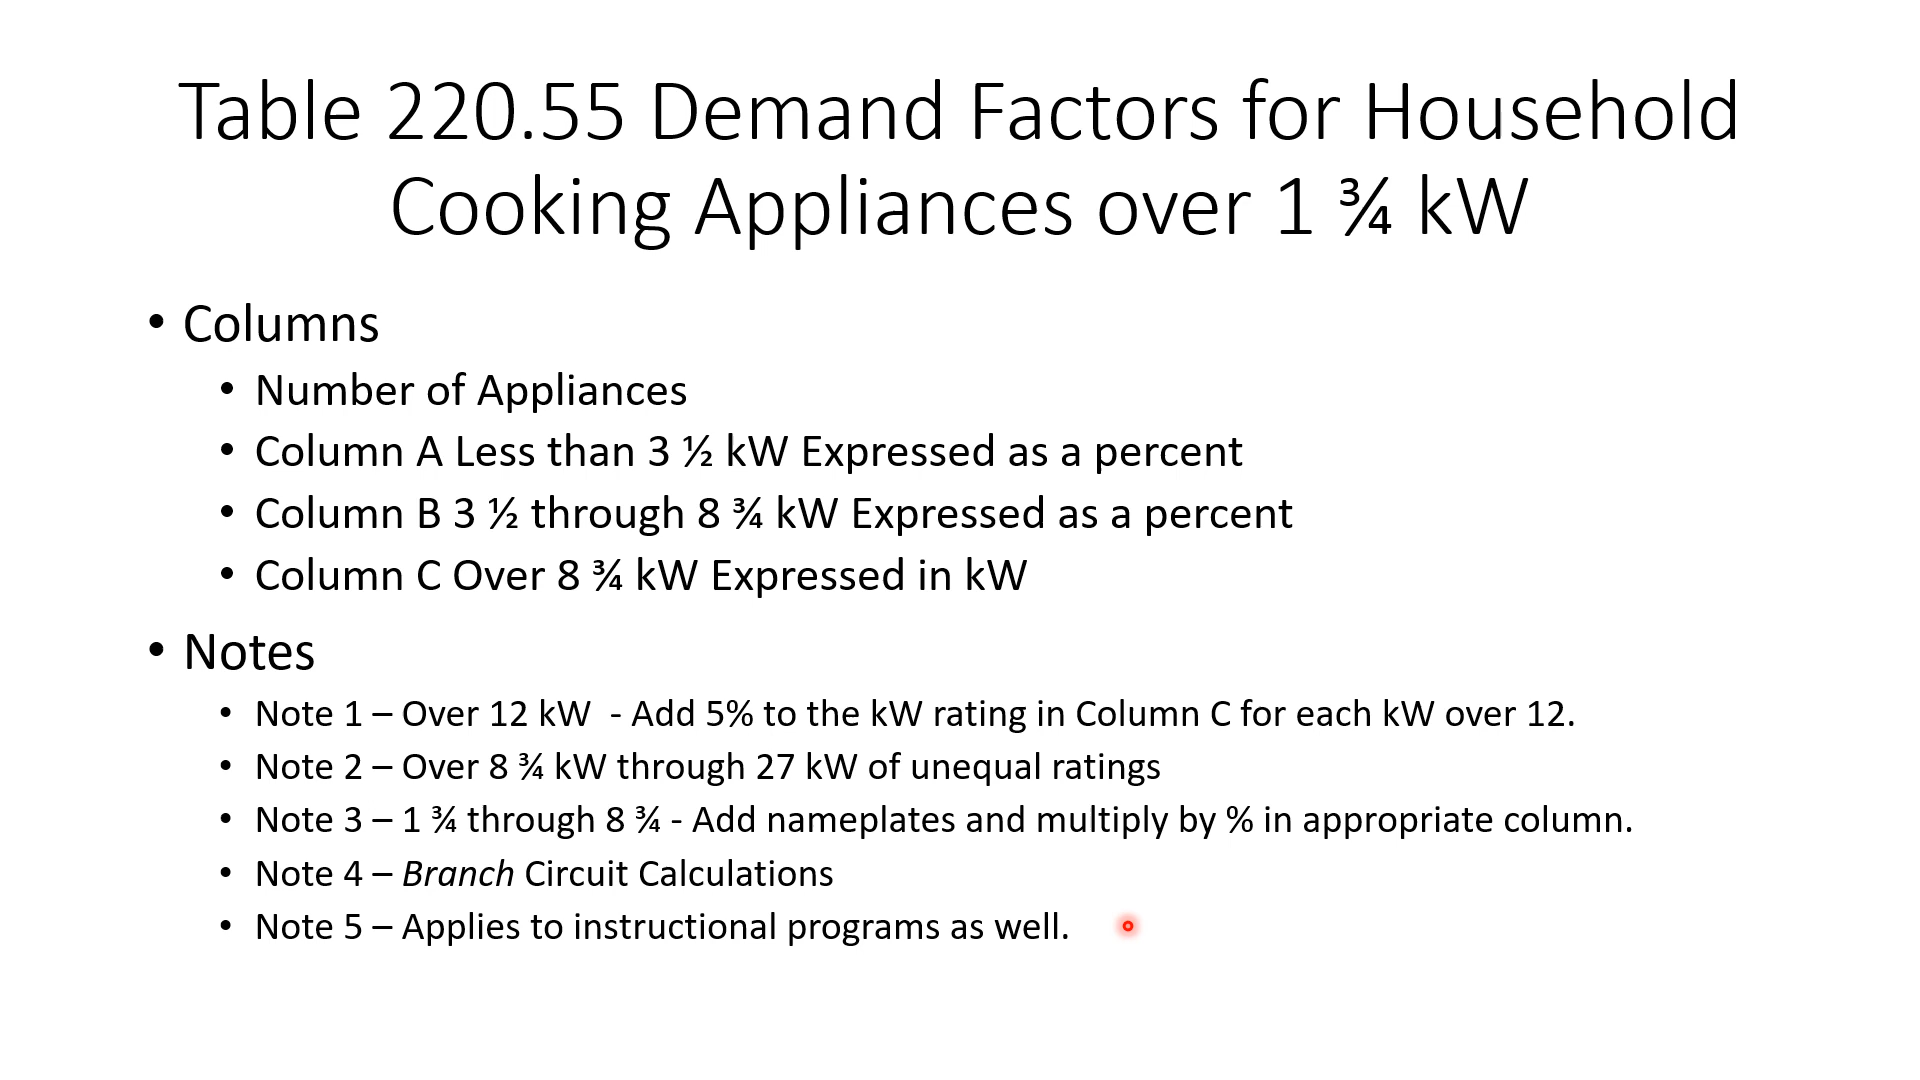 Table 220.55 Demand Factors for Household
Cooking Appliances over 1 ¾ kW
• Columns
• Number of Appliances
• Column A Less than 3 ½ kW Expressed as a percent
• Column B 3 ½ through 8 ¾ kW Expressed as a percent
• Column C Over 8 ¾ kW Expressed in kW
• Notes
• Note 1 – Over 12 kW  - Add 5% to the kW rating in Column C for each kW over 12.
• Note 2 – Over 8 ¾ kW through 27 kW of unequal ratings
• Note 3 – 1 ¾ through 8 ¾ - Add nameplates and multiply by % in appropriate column.
• Note 4 – Branch Circuit Calculations
• Note 5 – Applies to instructional programs as well.